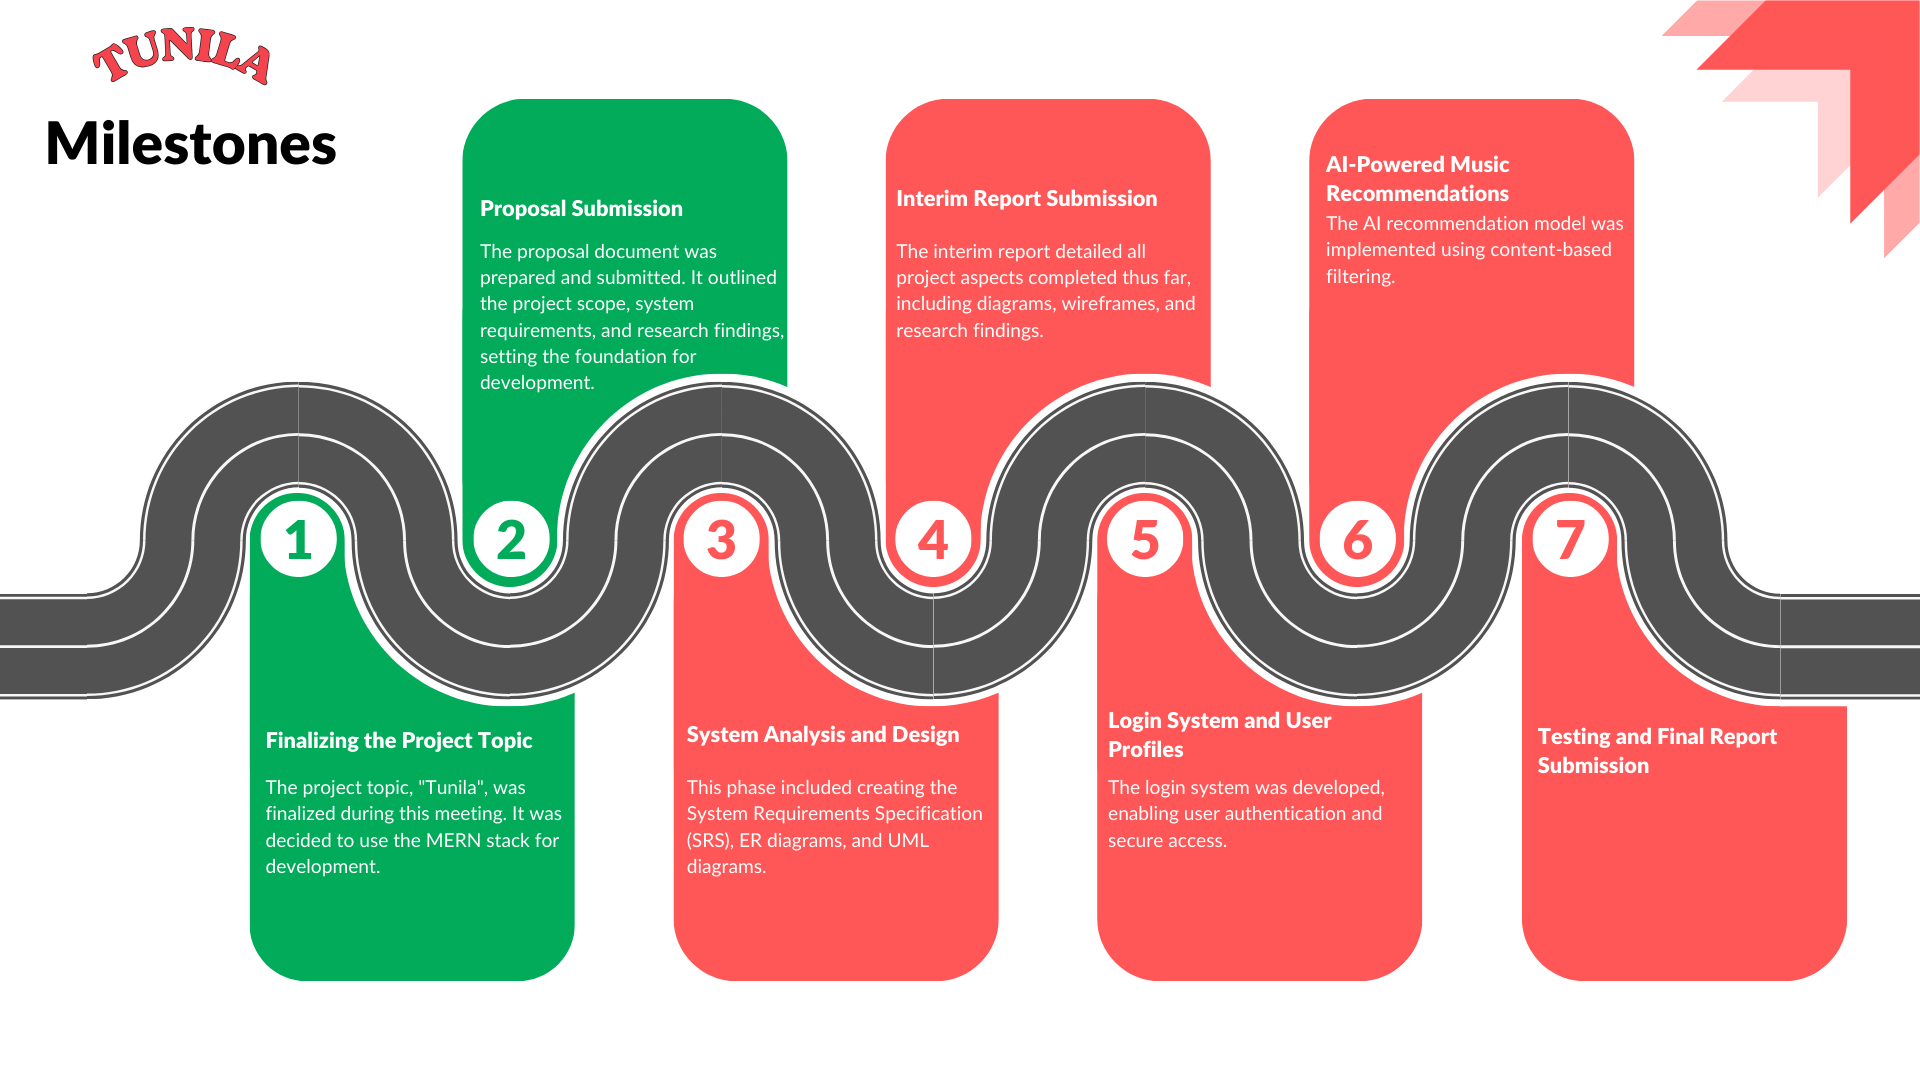 TUNILA
Milestones
1
Finalizing the Project Topic
The project topic, "Tunila", was
finalized during this meeting. It was
decided to use the MERN stack for
development.
2
Proposal Submission
The proposal document was
prepared and submitted. It outlined
the project scope, system
requirements, and research findings,
setting the foundation for
development.
3
System Analysis and Design
This phase included creating the
System Requirements Specification
(SRS), ER diagrams, and UML
diagrams.
4
Interim Report Submission
The interim report detailed all
project aspects completed thus far,
including diagrams, wireframes, and
research findings.
5
Login System and User
Profiles
The login system was developed,
enabling user authentication and
secure access.
6
AI-Powered Music
Recommendations
The AI recommendation model was
implemented using content-based
filtering.
7
Testing and Final Report
Submission